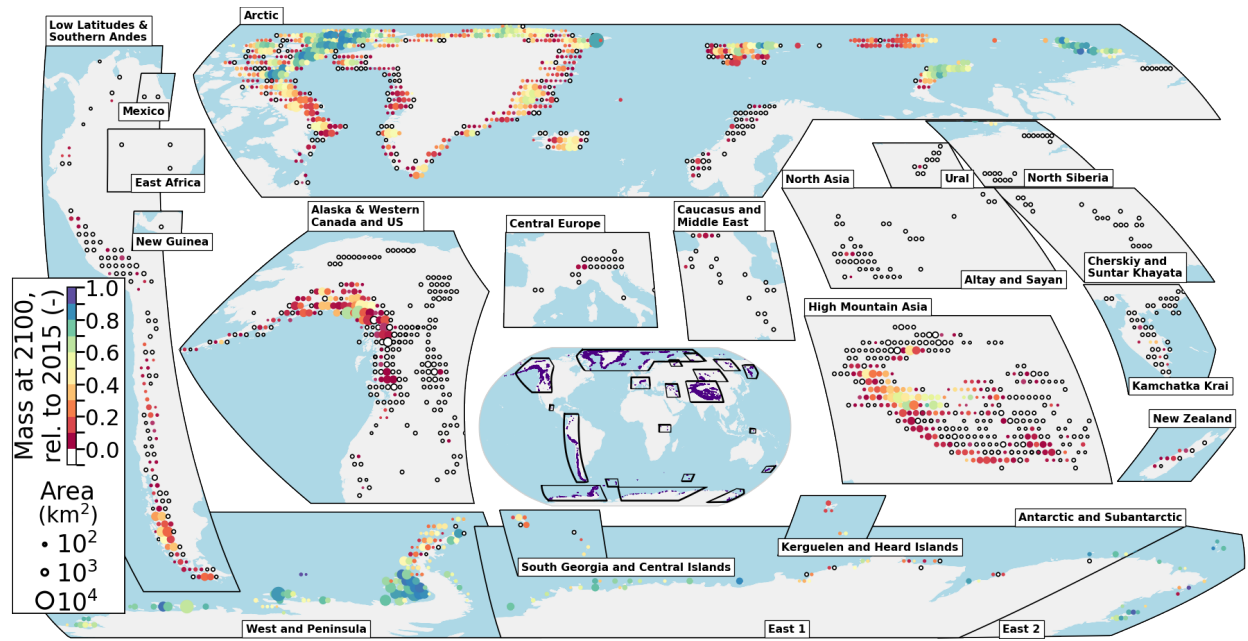 Low Latitudes &
Southern Andes
Arctic
Mexico
East Africa
New Guinea
Alaska & Western
Canada and US
Central Europe
Caucasus and
Middle East
North Asia
Ural
North Siberia
Altay and Sayan
Cherskiy and
Suntar Khayata
High Mountain Asia
Kamchatka Krai
New Zealand
Mass at 2100,
rel. to 2015 (-)
1.0
0.8
0.6
0.4
0.2
0.0
Area
(km²)
10²
10³
10⁴
Antarctic and Subantarctic
Kerguelen and Heard Islands
South Georgia and Central Islands
West and Peninsula
East 1
East 2